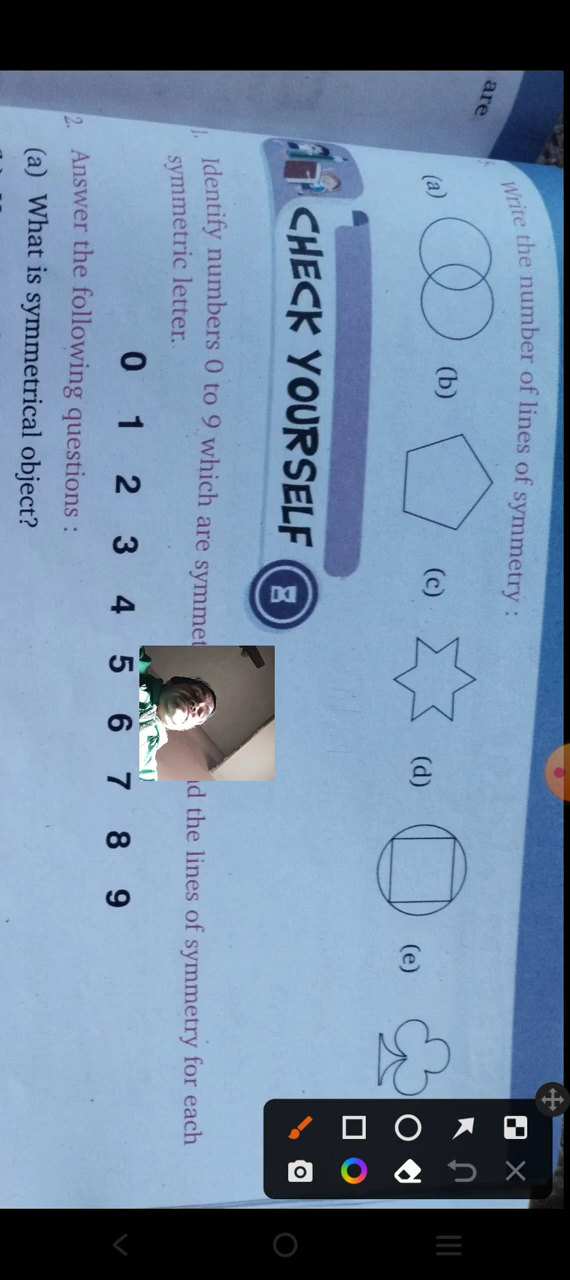 are
Write the number of lines of symmetry :
(a) (b) (c) (d) (e)
CHECK YOURSELF
1. Identify numbers 0 to 9 which are symmet d the lines of symmetry for each
symmetric letter.
0 1 2 3 4 5 6 7 8 9
2. Answer the following questions :
(a) What is symmetrical object?